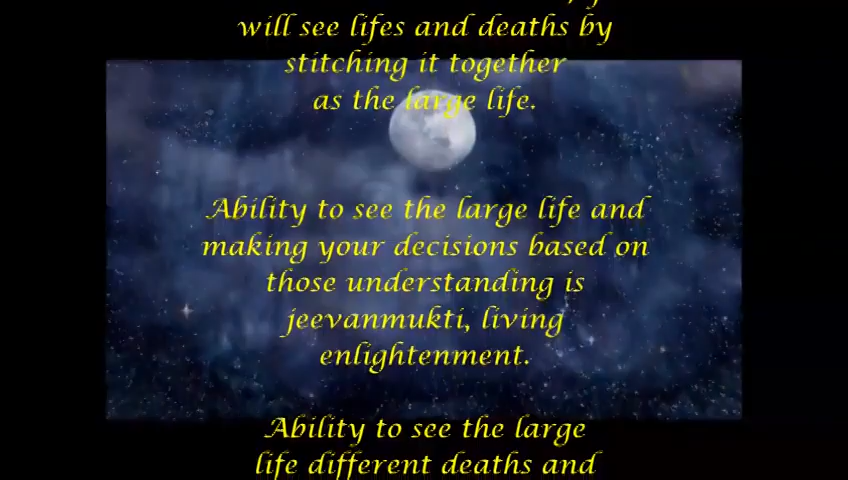 will see lifes and deaths by
stitching it together
as the large life.
Ability to see the large life and
making your decisions based on
those understanding is
jeevanmukti, living
enlightenment.
Ability to see the large
life different deaths and